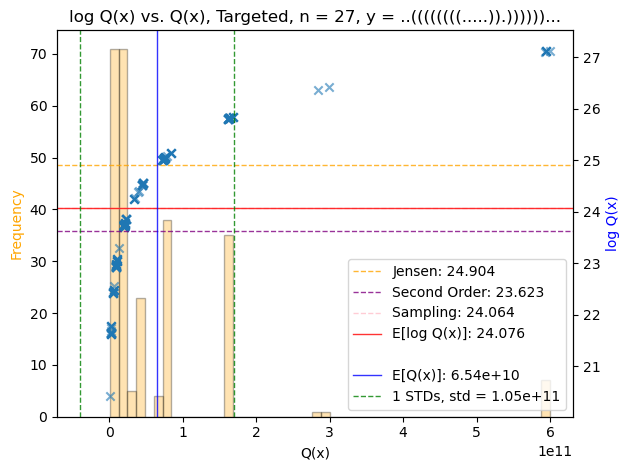 log Q(x) vs. Q(x), Targeted, n = 27, y = ..((((((((.....)).))))))...
70
60
50
40
30
20
10
0
Frequency
27
26
25
24
23
22
21
log Q(x)
Jensen: 24.904
Second Order: 23.623
Sampling: 24.064
E[log Q(x)]: 24.076
E[Q(x)]: 6.54e+10
1 STDs, std = 1.05e+11
0 1 2 3 4 5 6
1e11
Q(x)